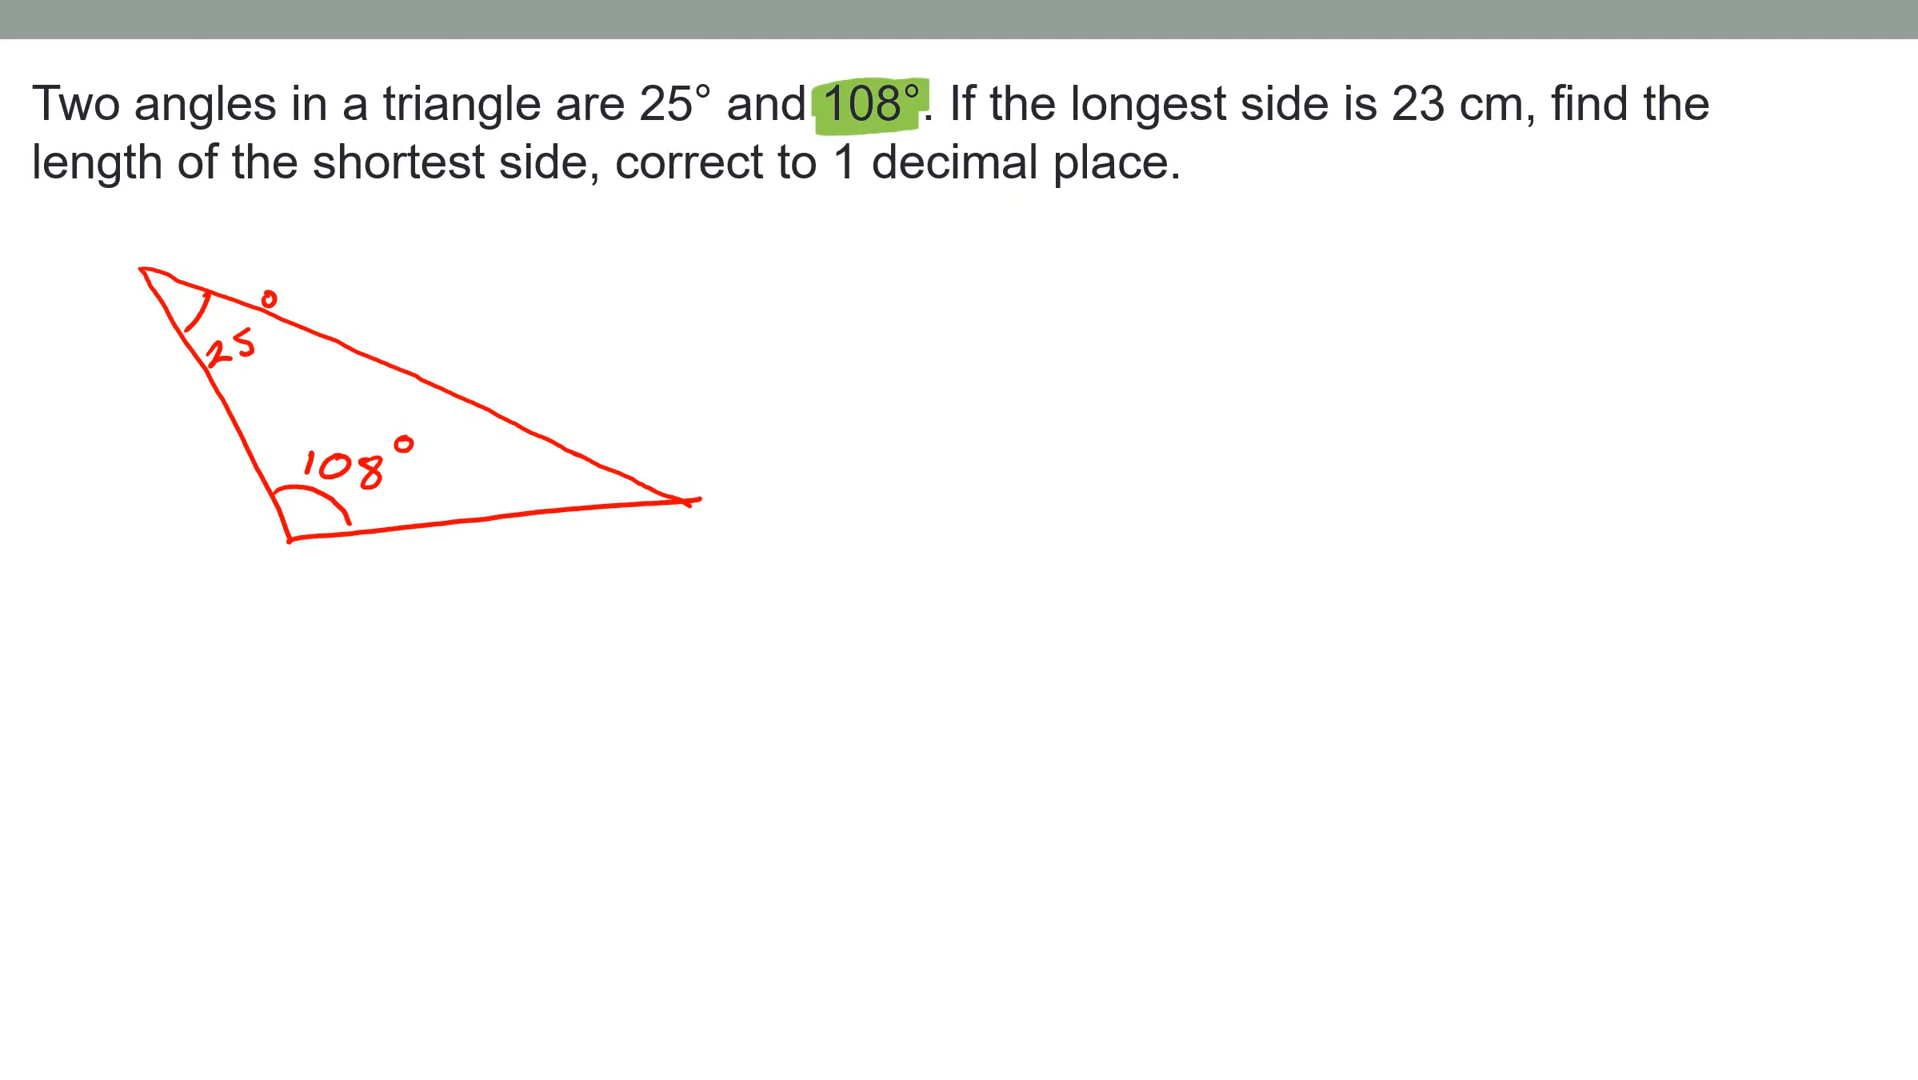 Two angles in a triangle are 25° and 108°. If the longest side is 23 cm, find the
length of the shortest side, correct to 1 decimal place.
25°
108°